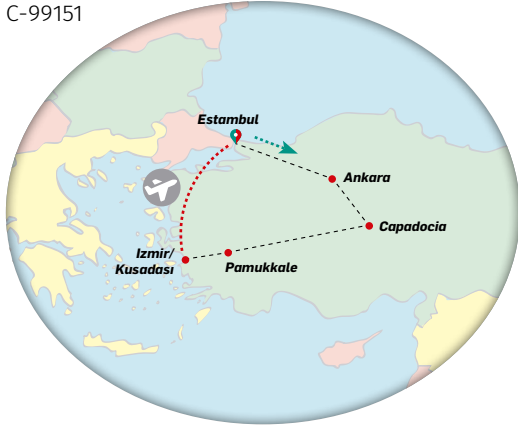 C-99151
Estambul
Ankara
Capadocia
Izmir/
Kusadası
Pamukkale